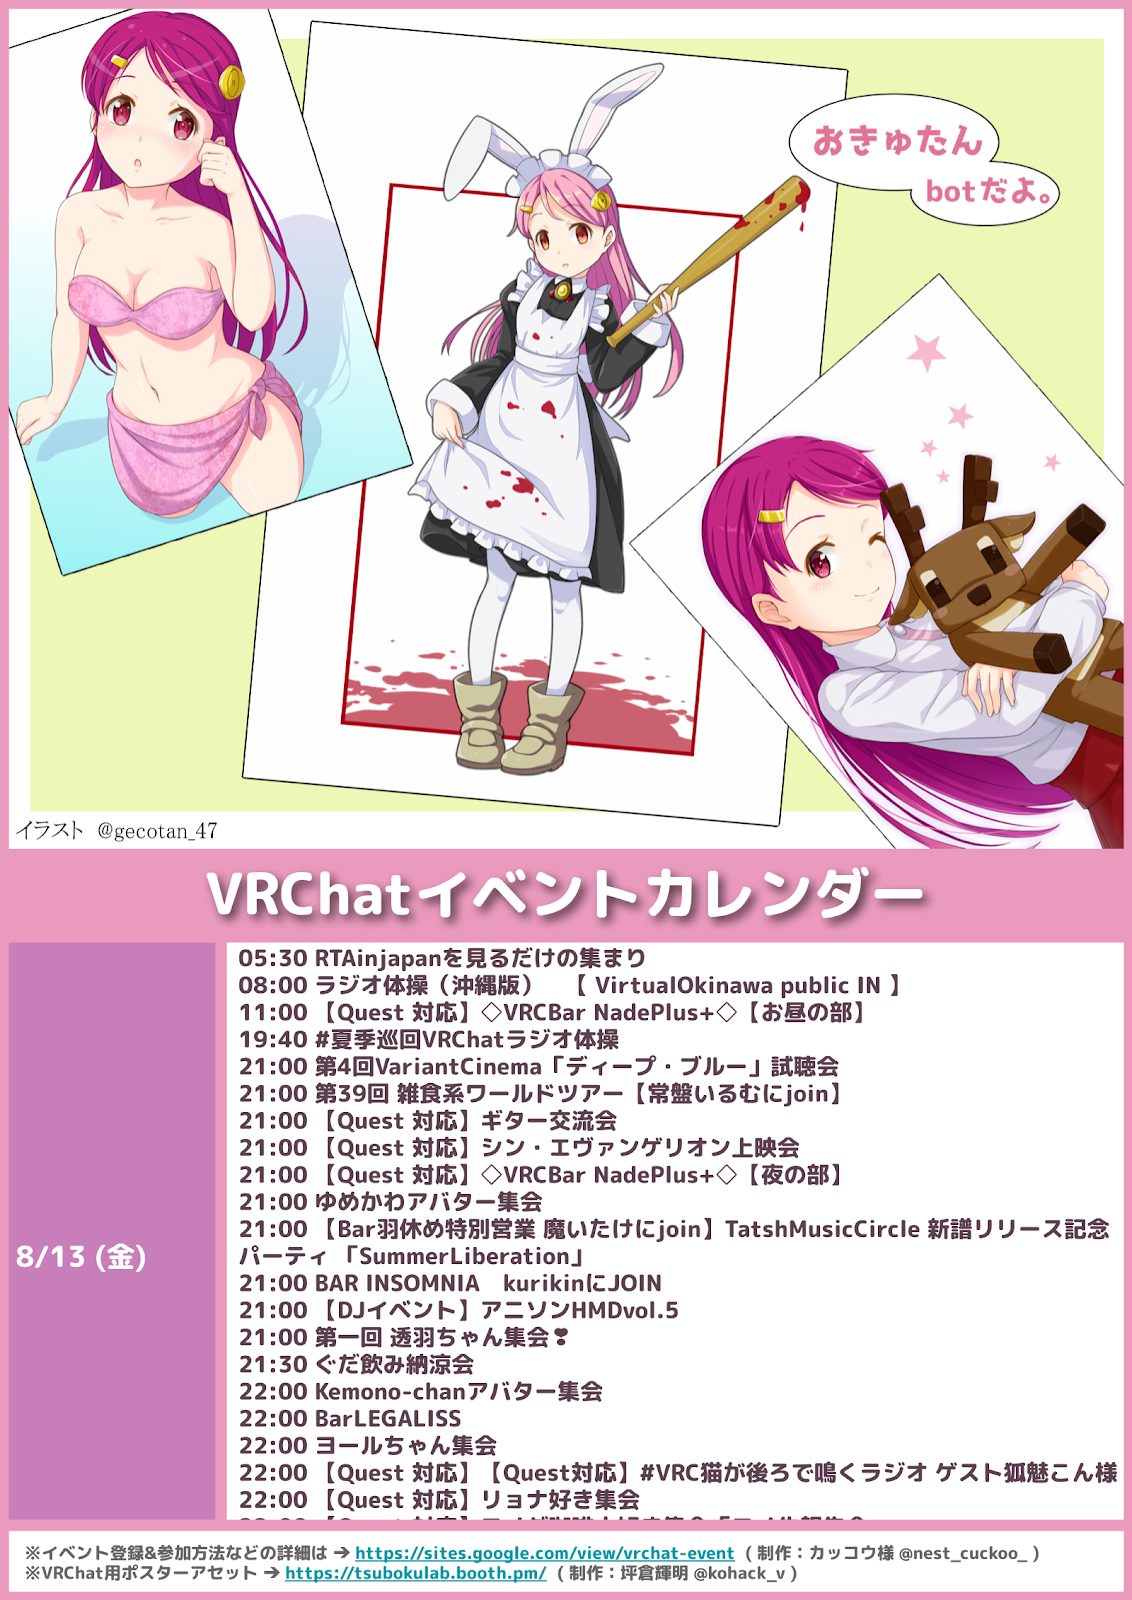 おきゅたん
botだよ。
イラスト @gecotan_47
VRChatイベントカレンダー
8/13 (金)
05:30 RTAinjapanを見るだけの集まり
08:00 ラジオ体操（沖縄版） 【 VirtualOkinawa public IN 】
11:00 【Quest 対応】◇VRCBar NadePlus+◇【お昼の部】
19:40 #夏季巡回VRChatラジオ体操
21:00 第4回VariantCinema「ディープ・ブルー」試聴会
21:00 第39回 雑食系ワールドツアー【常盤いるむにjoin】
21:00 【Quest 対応】ギター交流会
21:00 【Quest 対応】シン・エヴァンゲリオン上映会
21:00 【Quest 対応】◇VRCBar NadePlus+◇【夜の部】
21:00 ゆめかわアバター集会
21:00 【Bar羽休め特別営業 魔いたけにjoin】TatshMusicCircle 新譜リリース記念
パーティ 「SummerLiberation」
21:00 BAR INSOMNIA　kurikinにJOIN
21:00 【DJイベント】アニソンHMDvol.5
21:00 第一回 透羽ちゃん集会❣
21:30 ぐだ飲み納涼会
22:00 Kemono-chanアバター集会
22:00 BarLEGALISS
22:00 ヨールちゃん集会
22:00 【Quest 対応】【Quest対応】#VRC猫が後ろで鳴くラジオ ゲスト狐魅こん様
22:00 【Quest 対応】リョナ好き集会
※イベント登録&参加方法などの詳細は ➔ https://sites.google.com/view/vrchat-event ( 制作：カッコウ様 @nest_cuckoo_ )
※VRChat用ポスターアセット ➔ https://tsubokulab.booth.pm/ ( 制作：坪倉輝明 @kohack_v )